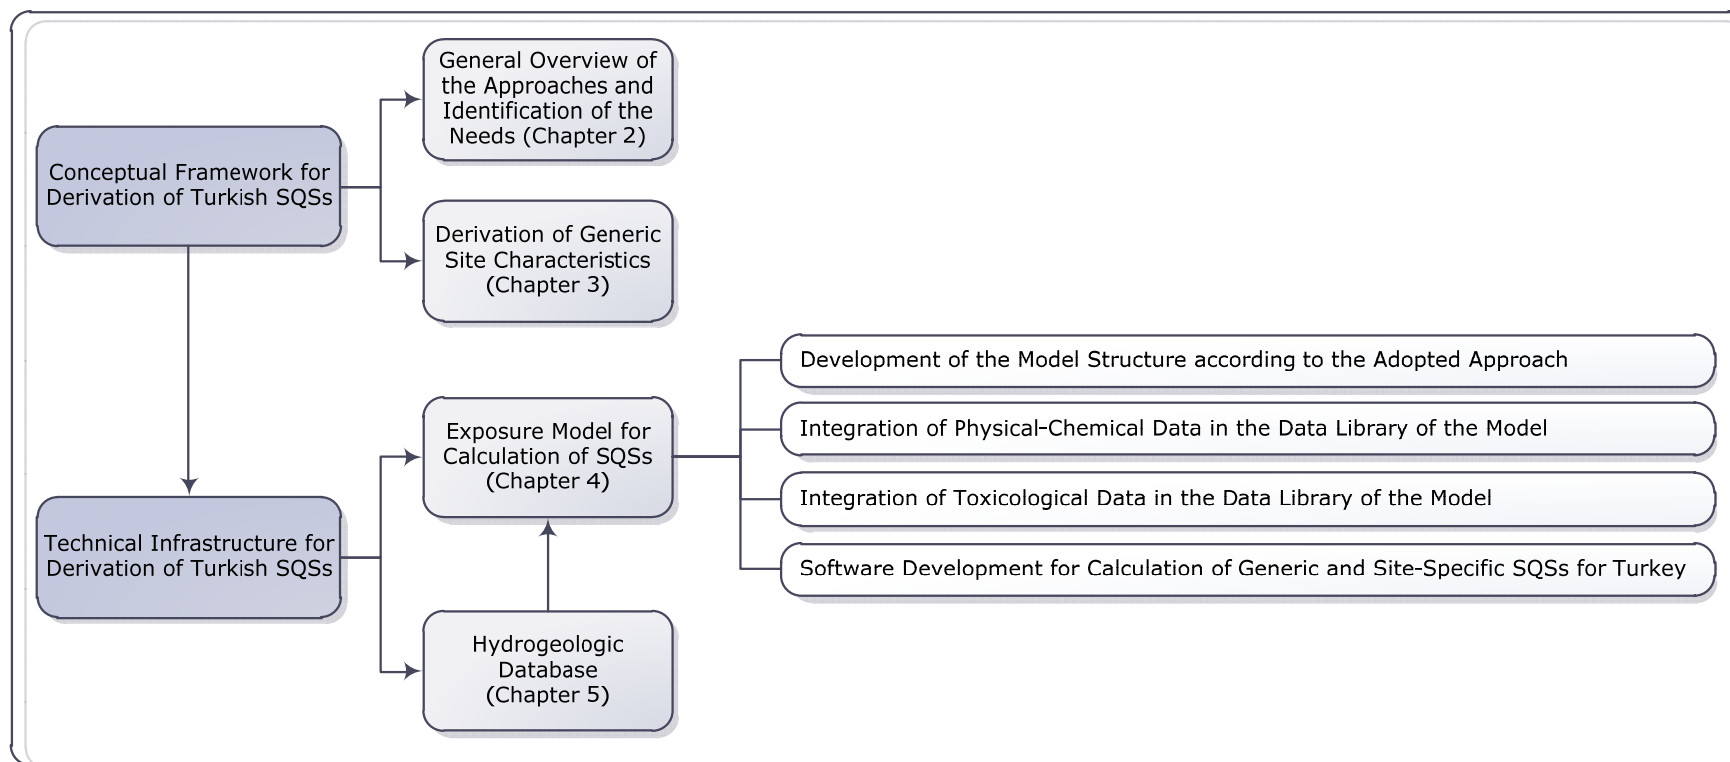 General Overview of
the Approaches and
Identification of the
Needs (Chapter 2)
Conceptual Framework for
Derivation of Turkish SQSs
Derivation of Generic
Site Characteristics
(Chapter 3)
Development of the Model Structure according to the Adopted Approach
Exposure Model for
Calculation of SQSs
(Chapter 4)
Integration of Physical-Chemical Data in the Data Library of the Model
Integration of Toxicological Data in the Data Library of the Model
Technical Infrastructure for
Derivation of Turkish SQSs
Software Development for Calculation of Generic and Site-Specific SQSs for Turkey
Hydrogeologic
Database
(Chapter 5)